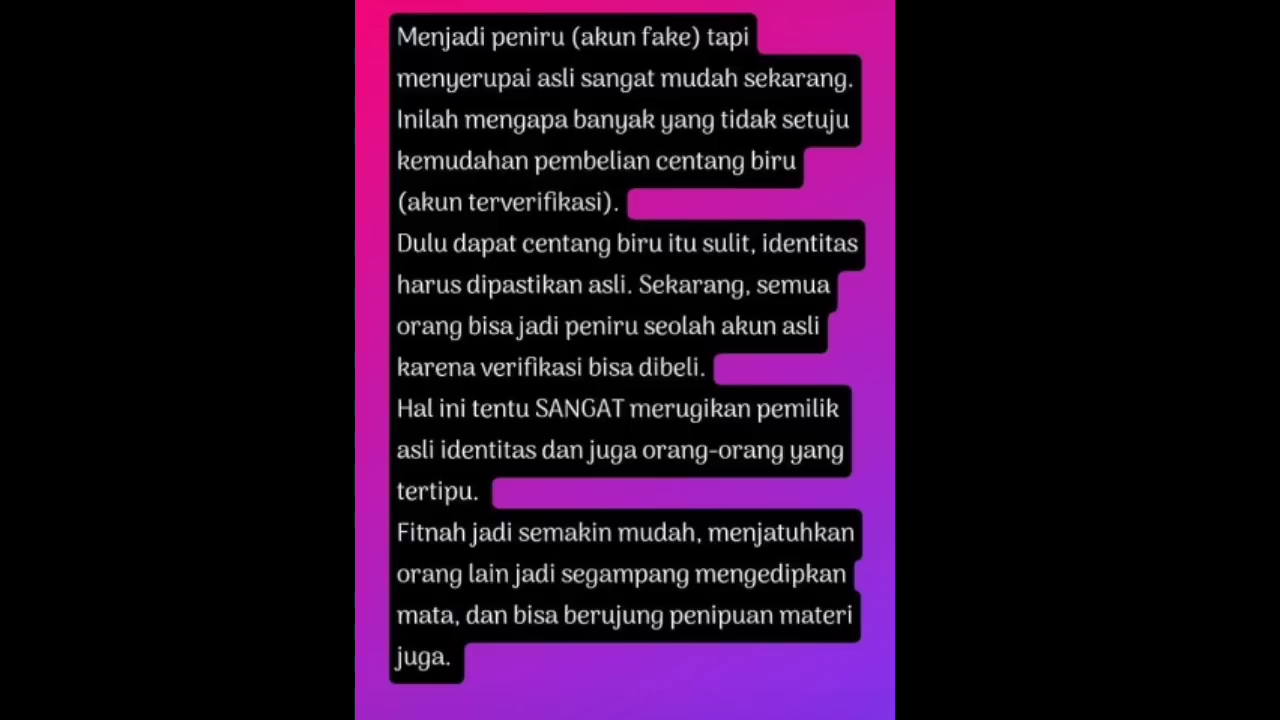 Menjadi peniru (akun fake) tapi
menyerupai asli sangat mudah sekarang.
Inilah mengapa banyak yang tidak setuju
kemudahan pembelian centang biru
(akun terverifikasi).
Dulu dapat centang biru itu sulit, identitas
harus dipastikan asli. Sekarang, semua
orang bisa jadi peniru seolah akun asli
karena verifikasi bisa dibeli.
Hal ini tentu SANGAT merugikan pemilik
asli identitas dan juga orang-orang yang
tertipu.
Fitnah jadi semakin mudah, menjatuhkan
orang lain jadi segampang mengedipkan
mata, dan bisa berujung penipuan materi
juga.